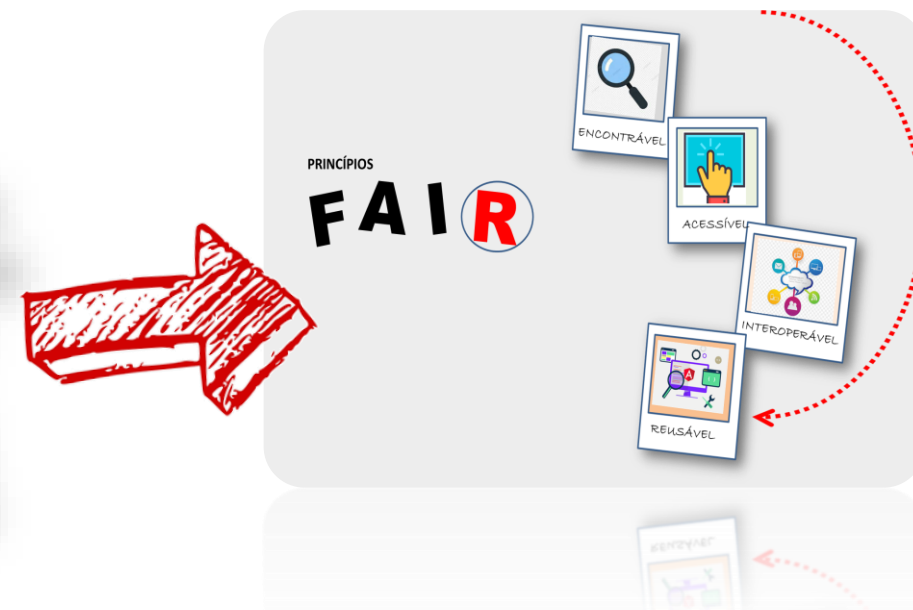 PRINCÍPIOS
FAIR
ENCONTRÁVEL
ACESSÍVEL
INTEROPERÁVEL
REUSÁVEL